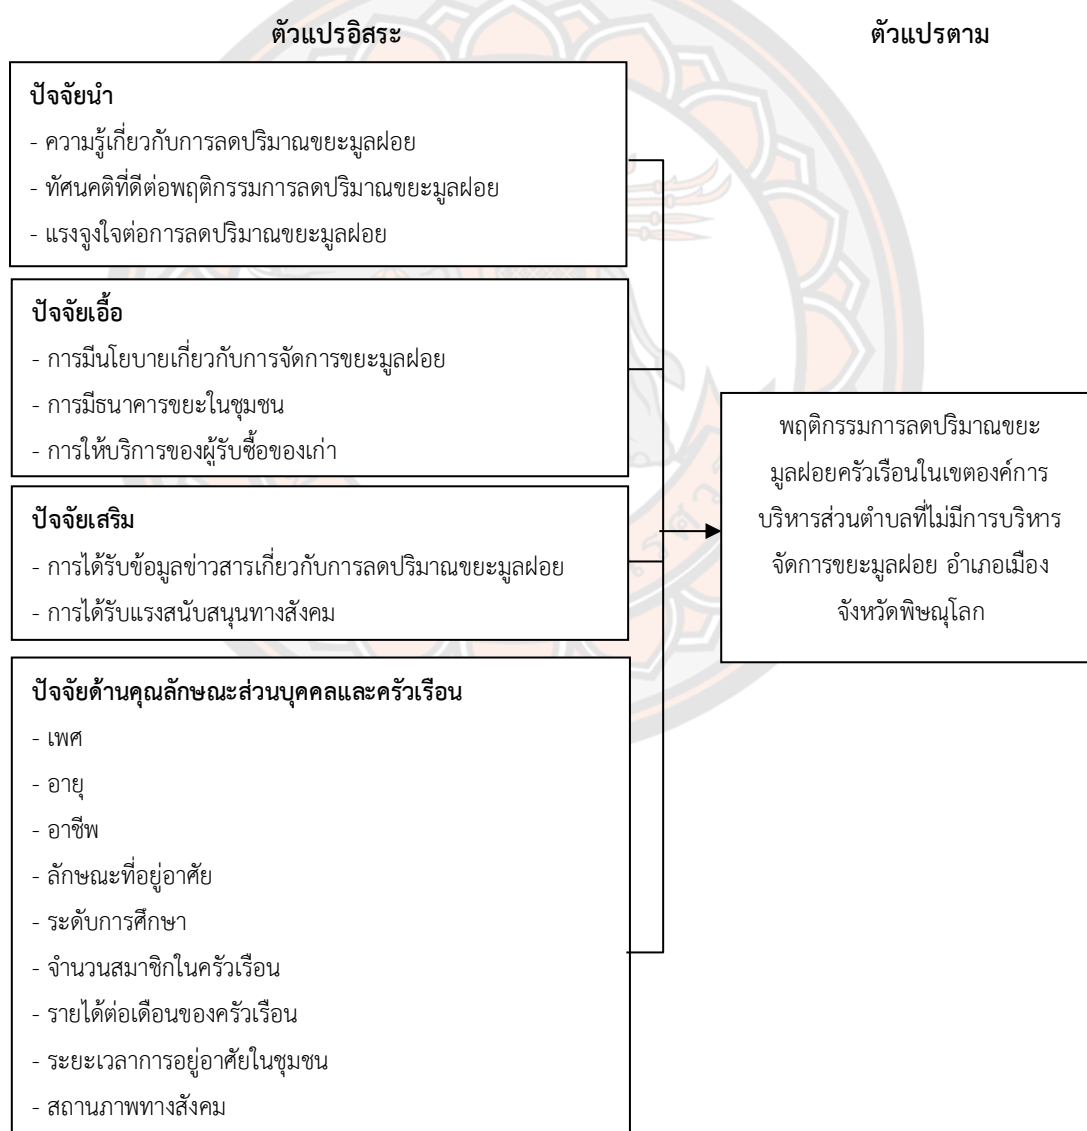 ตัวแปรอิสระ
ตัวแปรตาม
ปัจจัยนำ
- ความรู้เกี่ยวกับการลดปริมาณขยะมูลฝอย
- ทัศนคติที่ดีต่อพฤติกรรมการลดปริมาณขยะมูลฝอย
- แรงจูงใจต่อการลดปริมาณขยะมูลฝอย
ปัจจัยเอื้อ
- การมีนโยบายเกี่ยวกับการจัดการขยะมูลฝอย
- การมีธนาคารขยะในชุมชน
- การให้บริการของผู้รับซื้อของเก่า
ปัจจัยเสริม
- การได้รับข้อมูลข่าวสารเกี่ยวกับการลดปริมาณขยะมูลฝอย
- การได้รับแรงสนับสนุนทางสังคม
ปัจจัยด้านคุณลักษณะส่วนบุคคลและครัวเรือน
- เพศ
- อายุ
- อาชีพ
- ลักษณะที่อยู่อาศัย
- ระดับการศึกษา
- จำนวนสมาชิกในครัวเรือน
- รายได้ต่อเดือนของครัวเรือน
- ระยะเวลาการอยู่อาศัยในชุมชน
- สถานภาพทางสังคม
พฤติกรรมการลดปริมาณขยะ
มูลฝอยครัวเรือนในเขตองค์การ
บริหารส่วนตำบลที่ไม่มีการบริหาร
จัดการขยะมูลฝอย อำเภอเมือง
จังหวัดพิษณุโลก